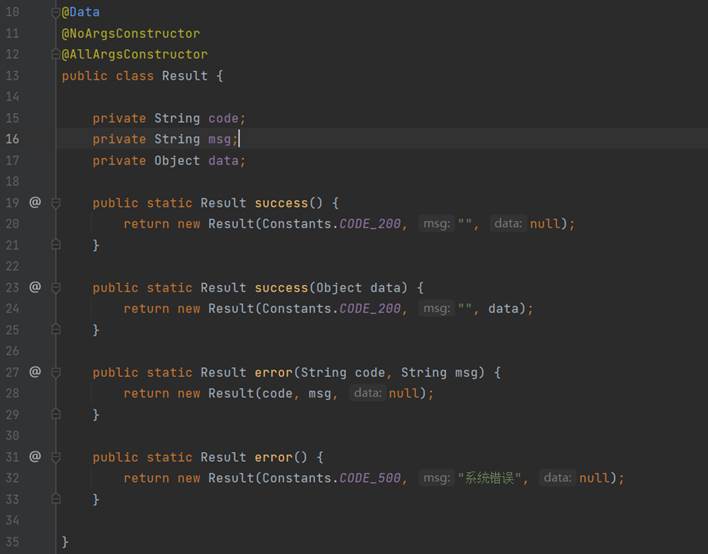 10 @Data
11 @NoArgsConstructor
12 @AllArgsConstructor
13 public class Result {
14
15 private String code;
16 private String msg;
17 private Object data;
18
19 @ public static Result success() {
20 return new Result(Constants.CODE_200, msg: "", data: null);
21 }
22
23 @ public static Result success(Object data) {
24 return new Result(Constants.CODE_200, msg: "", data);
25 }
26
27 @ public static Result error(String code, String msg) {
28 return new Result(code, msg, data: null);
29 }
30
31 @ public static Result error() {
32 return new Result(Constants.CODE_500, msg: "系统错误", data: null);
33 }
34
35 }